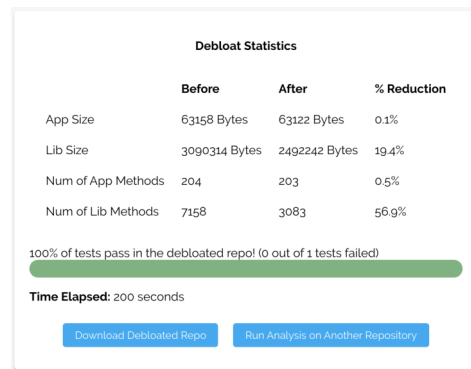 Debloat Statistics
Before After % Reduction
App Size 63158 Bytes 63122 Bytes 0.1%
Lib Size 3090314 Bytes 2492242 Bytes 19.4%
Num of App Methods 204 203 0.5%
Num of Lib Methods 7158 3083 56.9%
100% of tests pass in the debloated repo! (0 out of 1 tests failed)
Time Elapsed: 200 seconds
Download Debloated Repo Run Analysis on Another Repository